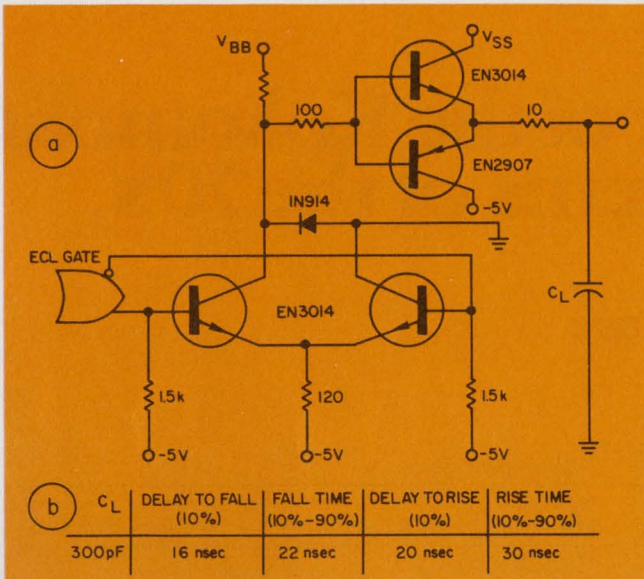 V_BB
V_SS
EN3014
100
10
a
EN2907
-5V
1N914
ECL GATE
EN3014
C_L
1.5k
120
1.5k
-5V
-5V
-5V
b
C_L DELAY TO FALL (10%) FALL TIME (10%-90%) DELAY TO RISE (10%) RISE TIME (10%-90%)
300pF 16 nsec 22 nsec 20 nsec 30 nsec